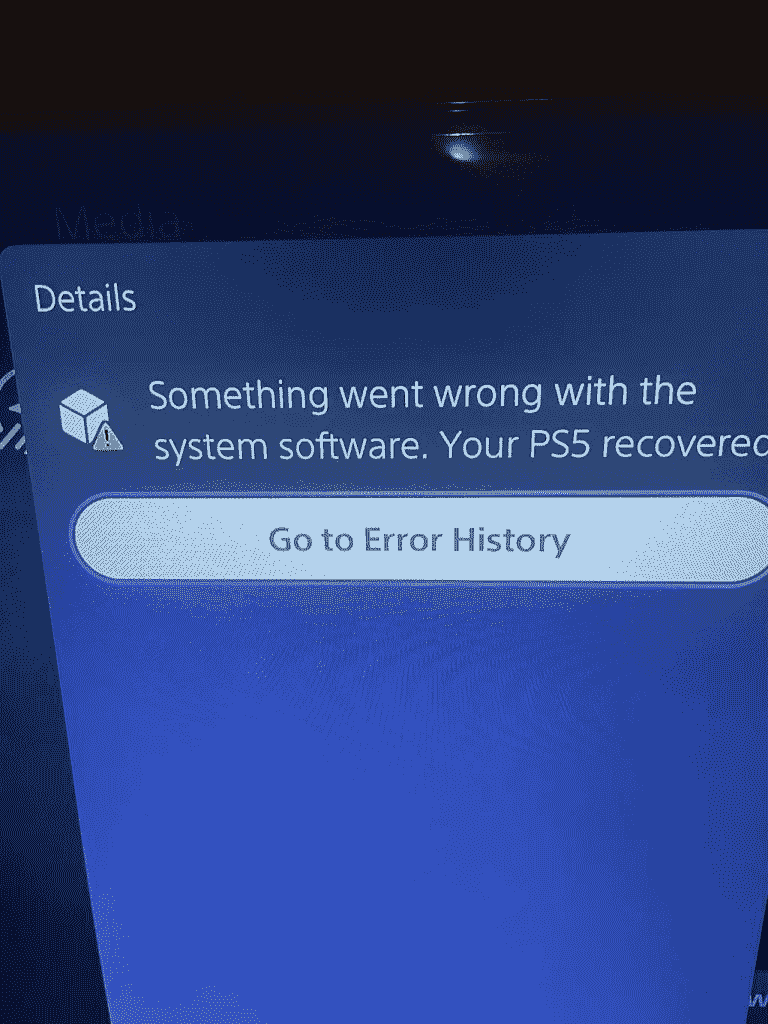 Media
Details
Something went wrong with the
system software. Your PS5 recovered
Go to Error History